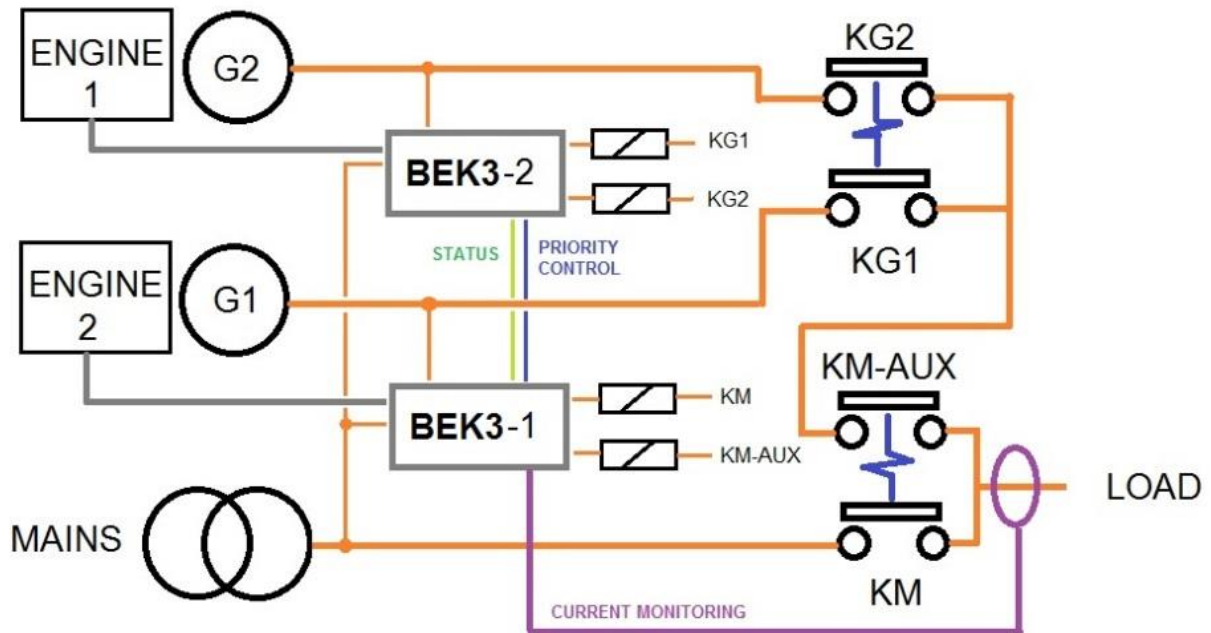 ENGINE
1
G2
KG2
BEK3-2
KG1
KG2
KG1
STATUS
PRIORITY
CONTROL
ENGINE
2
G1
KM-AUX
BEK3-1
KM
KM-AUX
LOAD
MAINS
KM
CURRENT MONITORING